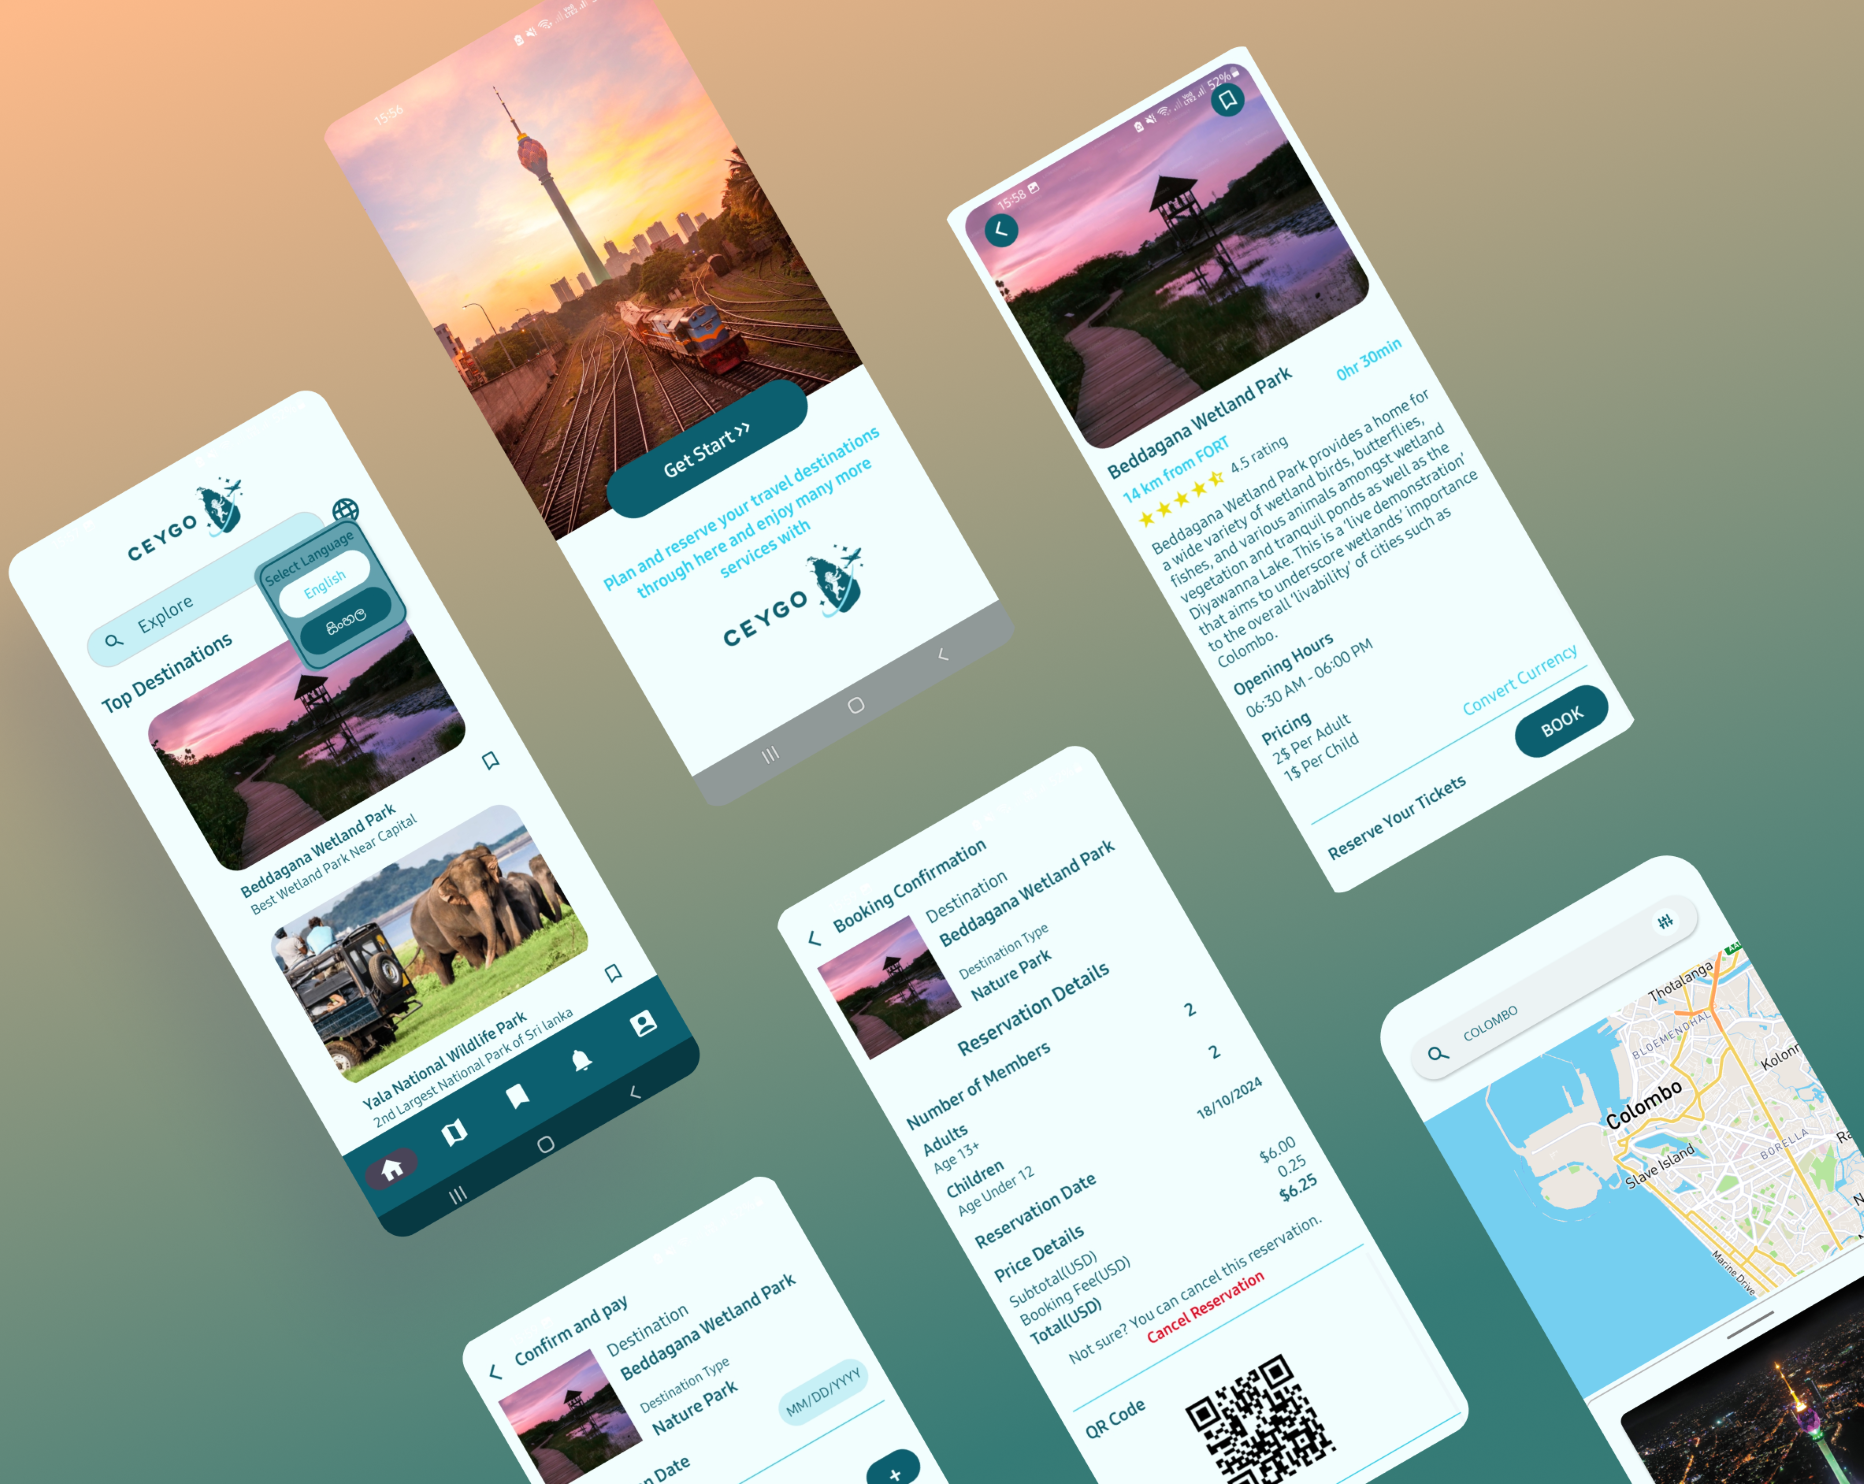 CEYGO
Explore
Select Language
English
සිංහල
Top Destinations
Beddagana Wetland Park
Best Wetland Park Near Capital
Yala National Wildlife Park
2nd Largest National Park of Sri lanka
15:56
Get Start >>
Plan and reserve your travel destinations
through here and enjoy many more
services with
CEYGO
15:58
52%
Beddagana Wetland Park
0hr 30min
14 km from FORT
4.5 rating
Beddagana Wetland Park provides a home for
a wide variety of wetland birds, butterflies,
fishes, and various animals amongst wetland
vegetation and tranquil ponds as well as the
Diyawanna Lake. This is a 'live demonstration'
that aims to underscore wetlands' importance
to the overall 'livability' of cities such as
Colombo.
Opening Hours
06:30 AM - 06:00 PM
Pricing
2$ Per Adult
1$ Per Child
Convert Currency
Reserve Your Tickets
BOOK
Confirm and pay
Destination
Beddagana Wetland Park
Destination Type
Nature Park
MM/DD/YYYY
Date
+
Booking Confirmation
Destination
Beddagana Wetland Park
Destination Type
Nature Park
Reservation Details
Number of Members
Adults 2
Age 13+
Children 2
Age Under 12
Reservation Date 18/10/2024
Price Details
Subtotal(USD) $6.00
Booking Fee(USD) 0.25
Total(USD) $6.25
Not sure? You can cancel this reservation.
Cancel Reservation
QR Code
COLOMBO
Thotalanga
BLOEMENDHAL
Colombo
Slave Island
BORELLA
Marine Drive